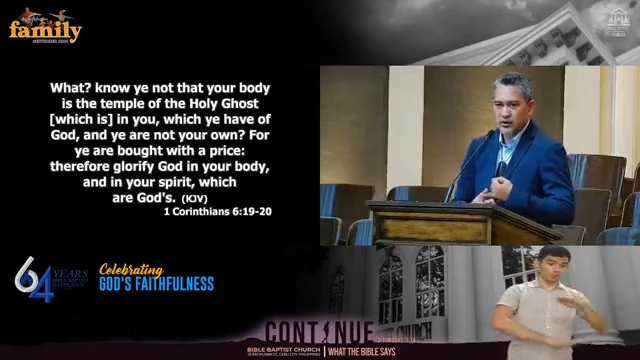 family
What? know ye not that your body
is the temple of the Holy Ghost
[which is] in you, which ye have of
God, and ye are not your own? For
ye are bought with a price:
therefore glorify God in your body,
and in your spirit, which
are God's. (KJV)
1 Corinthians 6:19-20
64 YEARS
Celebrating
GOD'S FAITHFULNESS
CONTINUE
CHURCH
BIBLE BAPTIST CHURCH
WHAT THE BIBLE SAYS